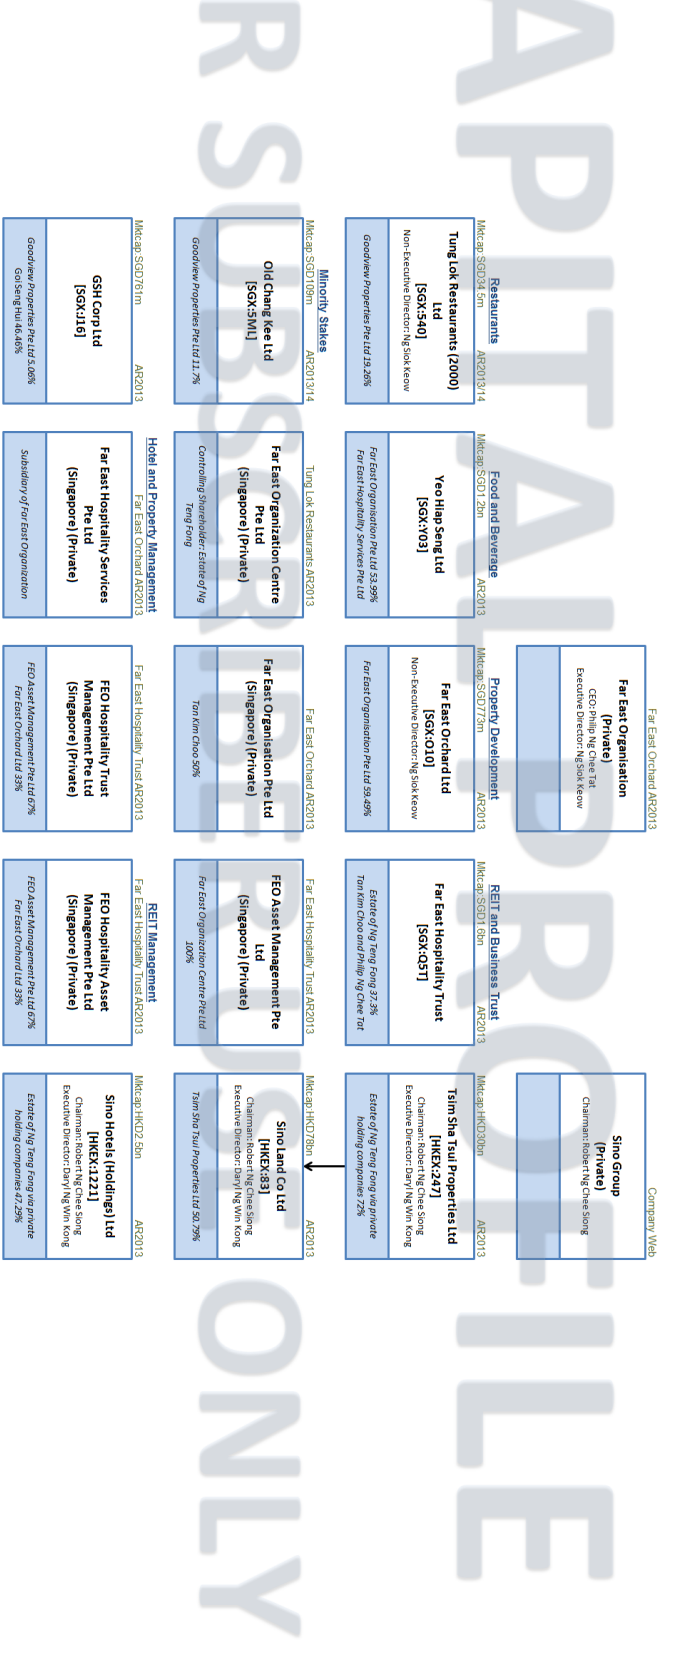 CAPITAL PROFILE
FOR SUBSCRIBER USE ONLY
Far East Orchard AR2013
Far East Organisation
(Private)
CEO: Philip Ng Chee Tat
Executive Director: Ng Siok Keow
Company Web
Sino Group
(Private)
Chairman: Robert Ng Chee Siong
Restaurants
Mktcap:SGD34.5m AR2013/14
Tung Lok Restaurants (2000)
Ltd
[SGX:540]
Non-Executive Director: Ng Siok Keow
Goodview Properties Pte Ltd 19.26%
Food and Beverage
Mktcap:SGD1.2bn AR2013
Yeo Hiap Seng Ltd
[SGX:Y03]
Far East Organisation Pte Ltd 53.99%
Far East Hospitality Services Pte Ltd
Property Development
Mktcap:SGD773m AR2013
Far East Orchard Ltd
[SGX:O10]
Non-Executive Director: Ng Siok Keow
Far East Organisation Pte Ltd 59.49%
REIT and Business Trust
Mktcap:SGD1.6bn AR2013
Far East Hospitality Trust
[SGX:Q5T]
Estate of Ng Teng Fong 37.3%
Tan Kim Choo and Philip Ng Chee Tat
Mktcap:HKD30bn AR2013
Tsim Sha Tsui Properties Ltd
[HKEX:247]
Chairman: Robert Ng Chee Siong
Executive Director: Daryl Ng Win Kong
Estate of Ng Teng Fong via private
holding companies 72%
Minority Stakes
Mktcap:SGD109m AR2013/14
Old Chang Kee Ltd
[SGX:5ML]
Goodview Properties Pte Ltd 11.7%
Tung Lok Restaurants AR2013
Far East Organization Centre
Pte Ltd
(Singapore) (Private)
Controlling Shareholder: Estate of Ng
Teng Fong
Far East Orchard AR2013
Far East Organisation Pte Ltd
(Singapore) (Private)
Tan Kim Choo 50%
Far East Hospitality Trust AR2013
FEO Asset Management Pte
Ltd
(Singapore) (Private)
Far East Organization Centre Pte Ltd
100%
Mktcap:HKD78bn AR2013
Sino Land Co Ltd
[HKEX:83]
Chairman: Robert Ng Chee Siong
Executive Director: Daryl Ng Win Kong
Tsim Sha Tsui Properties Ltd 50.79%
Mktcap:SGD761m AR2013
GSH Corp Ltd
[SGX:J16]
Goodview Properties Pte Ltd 5.06%
Goi Seng Hui 46.46%
Hotel and Property Management
Far East Orchard AR2013
Far East Hospitality Services
Pte Ltd
(Singapore) (Private)
Subsidiary of Far East Organization
Far East Hospitality Trust AR2013
FEO Hospitality Trust
Management Pte Ltd
(Singapore) (Private)
FEO Asset Management Pte Ltd 67%
Far East Orchard Ltd 33%
REIT Management
Far East Hospitality Trust AR2013
FEO Hospitality Asset
Management Pte Ltd
(Singapore) (Private)
FEO Asset Management Pte Ltd 67%
Far East Orchard Ltd 33%
Mktcap:HKD2.5bn AR2013
Sino Hotels (Holdings) Ltd
[HKEX:1221]
Chairman: Robert Ng Chee Siong
Executive Director: Daryl Ng Win Kong
Estate of Ng Teng Fong via private
holding companies 47.29%